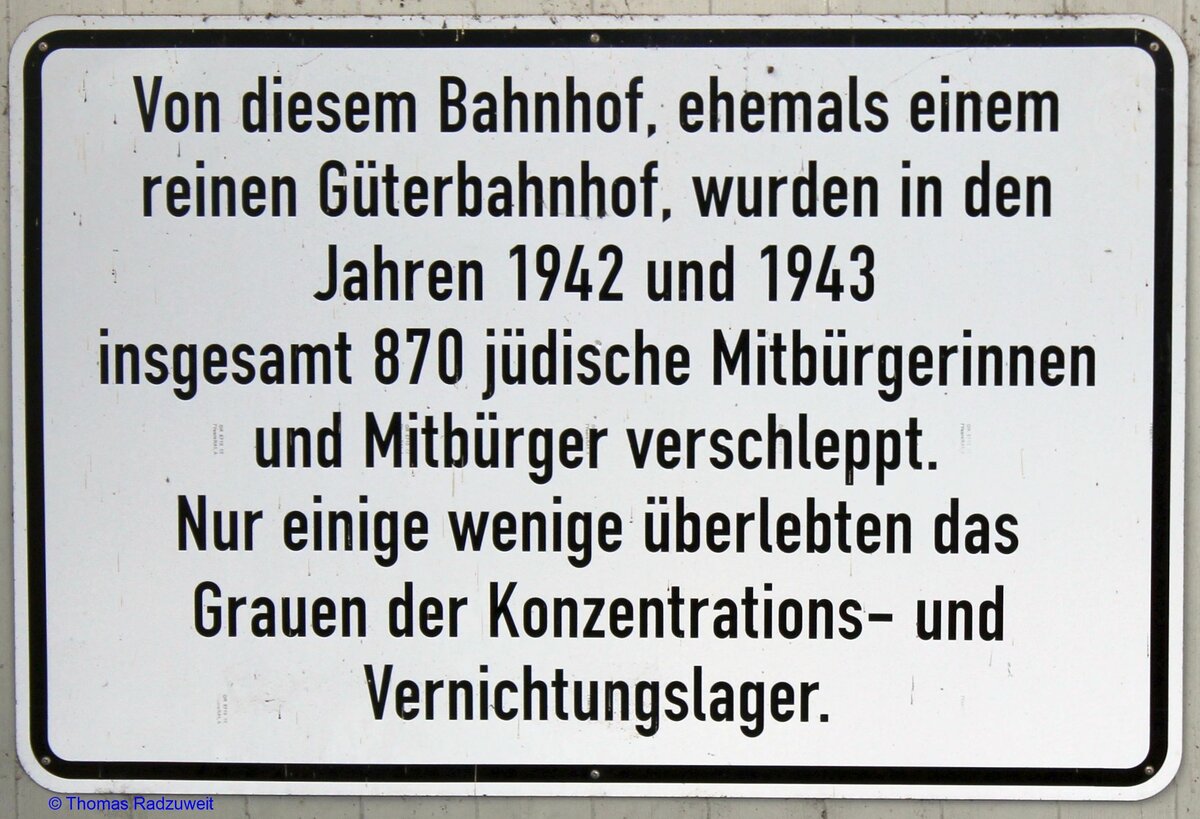 Von diesem Bahnhof, ehemals einem
reinen Güterbahnhof, wurden in den
Jahren 1942 und 1943
insgesamt 870 jüdische Mitbürgerinnen
und Mitbürger verschleppt.
Nur einige wenige überlebten das
Grauen der Konzentrations- und
Vernichtungslager.
© Thomas Radzuweit